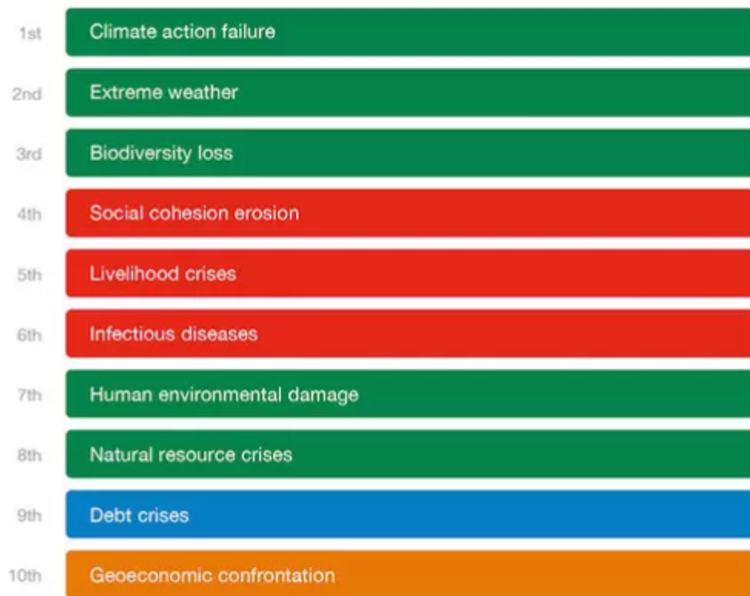 1st Climate action failure
2nd Extreme weather
3rd Biodiversity loss
4th Social cohesion erosion
5th Livelihood crises
6th Infectious diseases
7th Human environmental damage
8th Natural resource crises
9th Debt crises
10th Geoeconomic confrontation